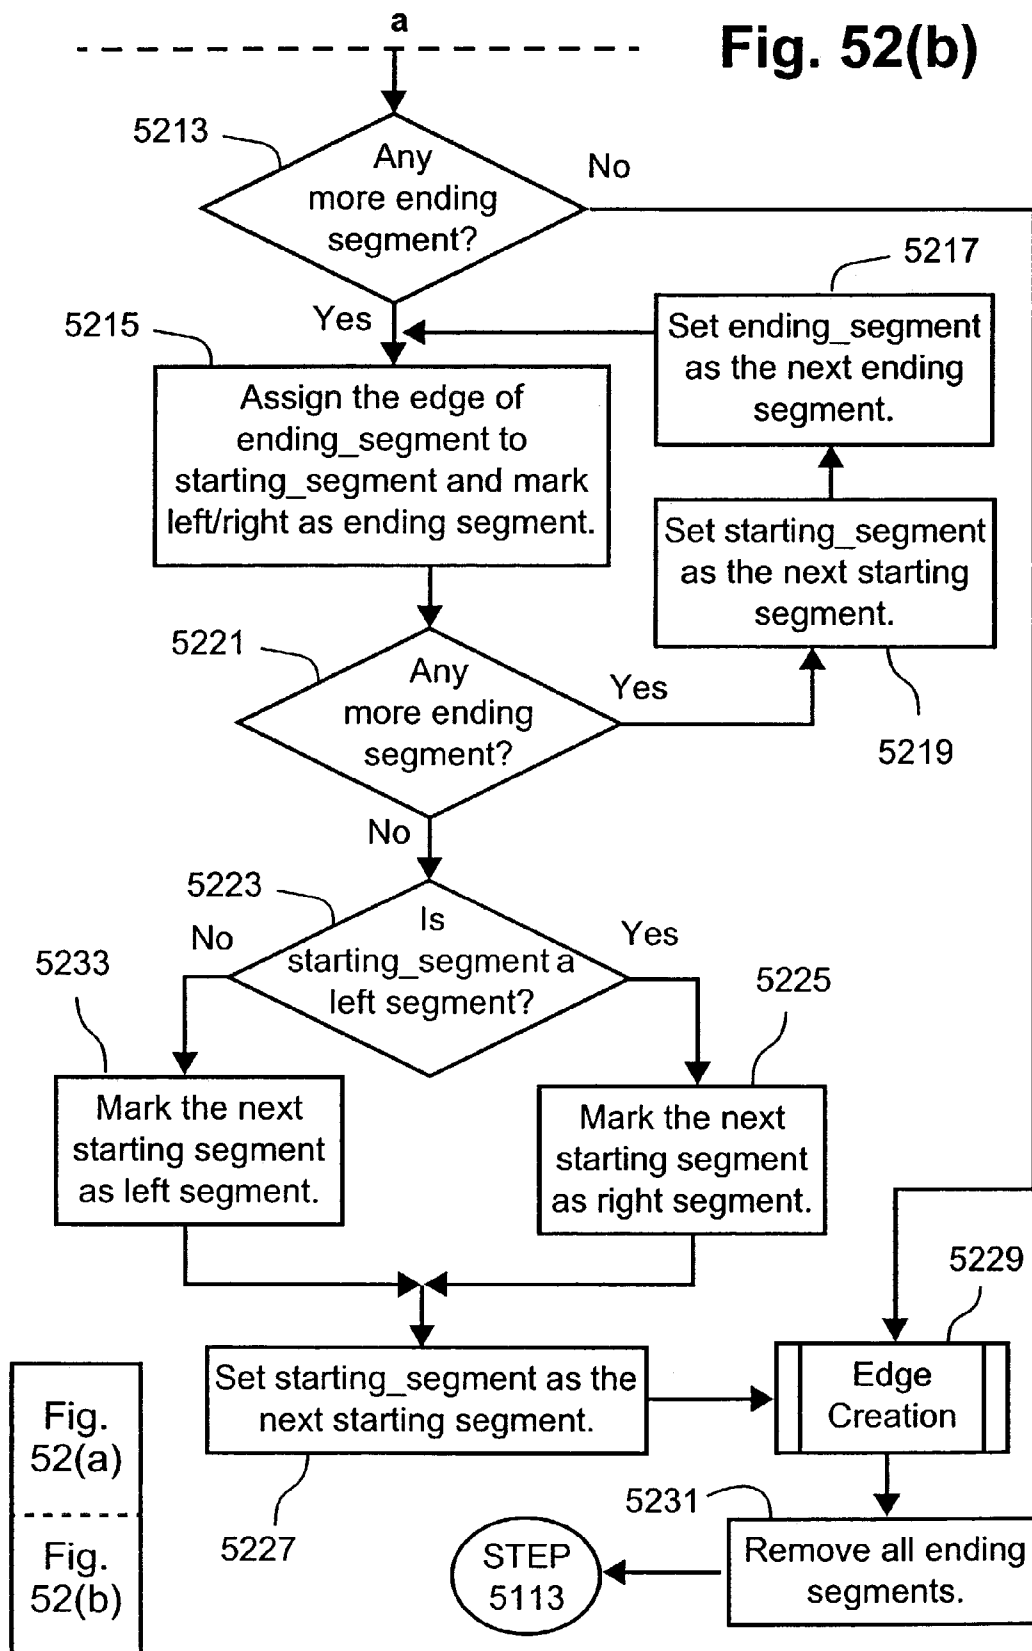 a
Fig. 52(b)
5213
Any
more ending
segment?
No
Yes
5217
Set ending_segment
as the next ending
segment.
5215
Assign the edge of
ending_segment to
starting_segment and mark
left/right as ending segment.
Set starting_segment
as the next starting
segment.
5219
5221
Any
more ending
segment?
Yes
No
5223
Is
starting_segment a
left segment?
No
Yes
5233
Mark the next
starting segment
as left segment.
5225
Mark the next
starting segment
as right segment.
5229
Edge
Creation
Set starting_segment as the
next starting segment.
5227
5231
Remove all ending
segments.
STEP
5113
Fig.
52(a)
Fig.
52(b)